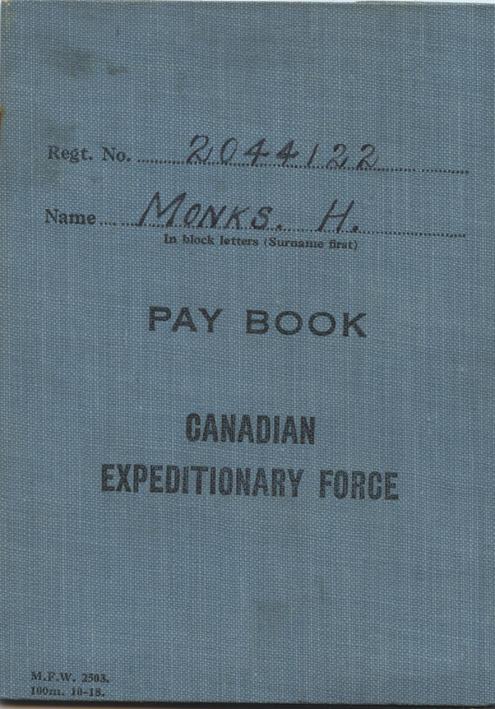 Regt. No. 2044122
Name MONKS. H.
In block letters (Surname first)
PAY BOOK
CANADIAN
EXPEDITIONARY FORCE
M.F.W. 2503.
100m. 10-18.